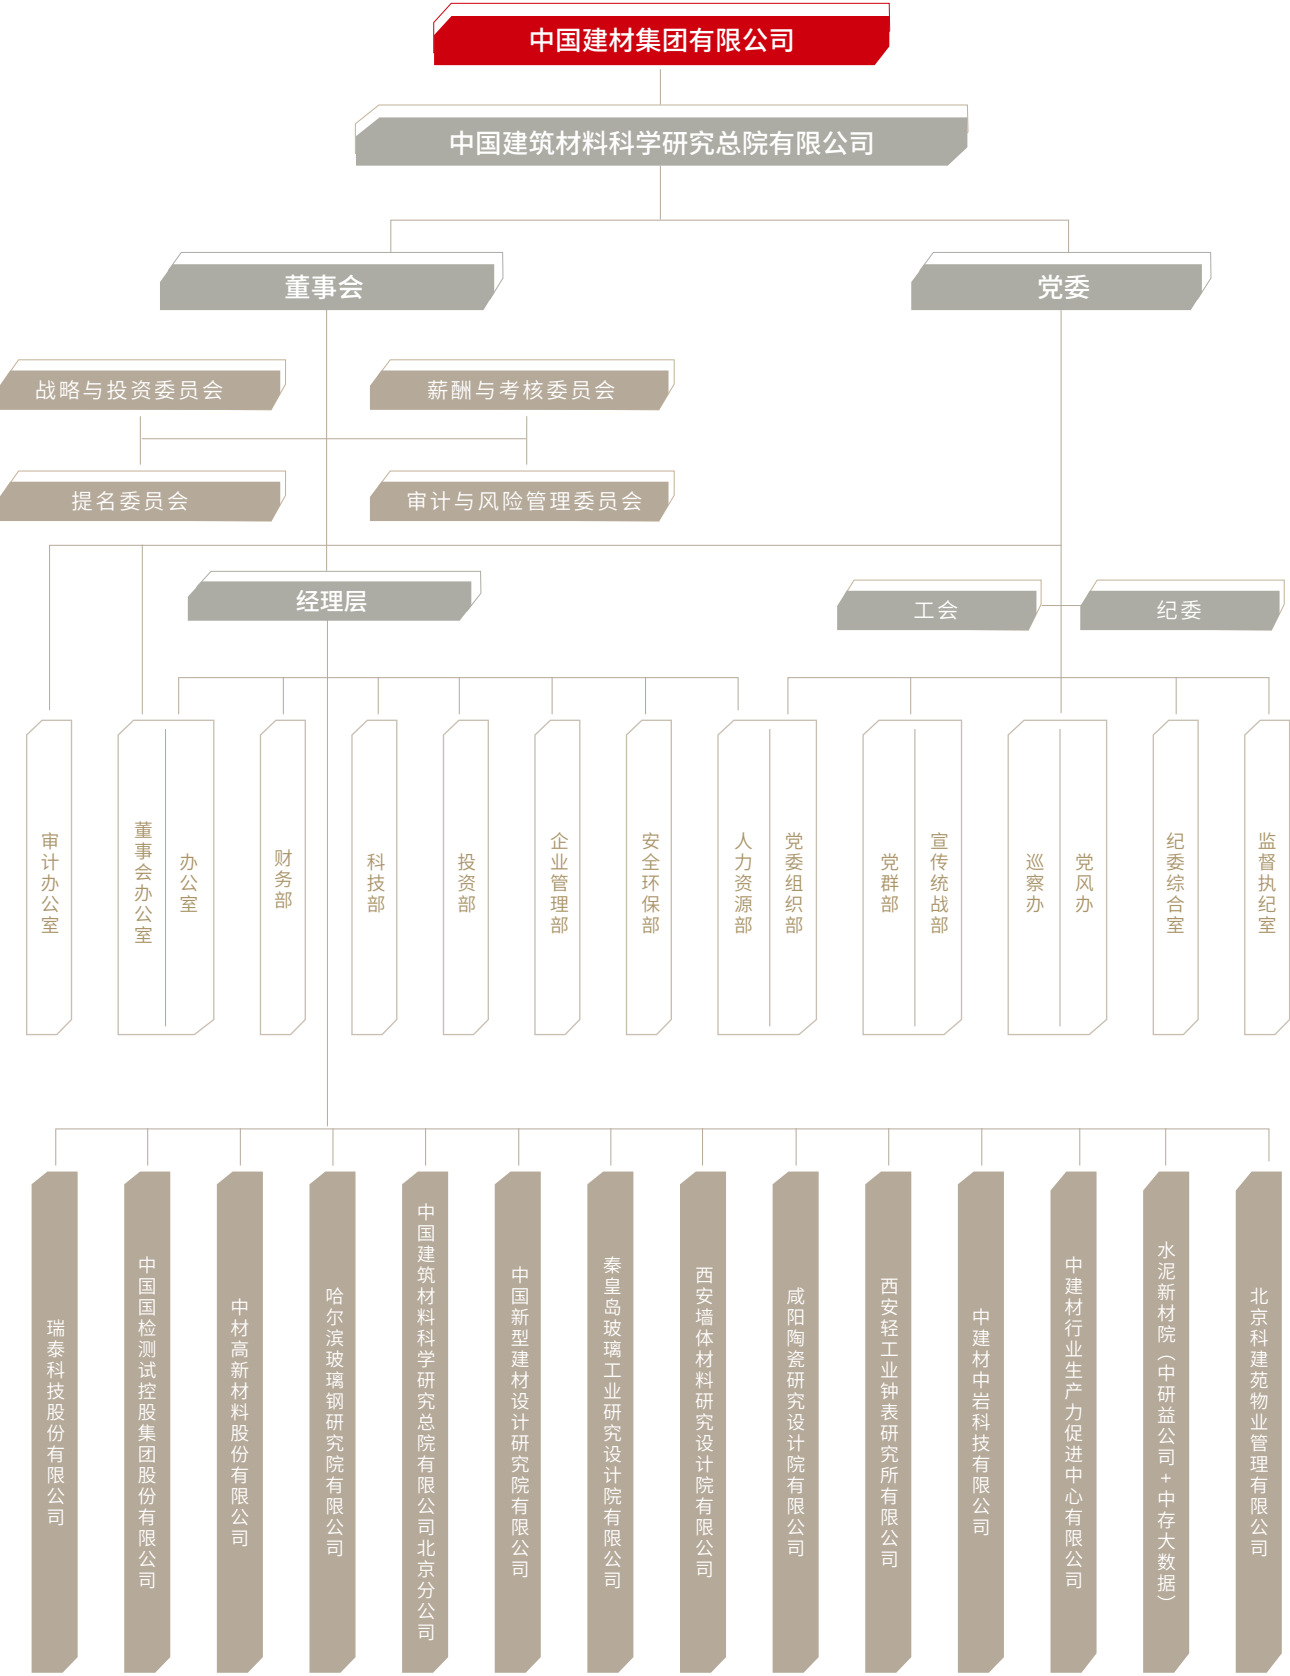 中国建材集团有限公司
中国建筑材料科学研究总院有限公司
董事会
党委
战略与投资委员会
薪酬与考核委员会
提名委员会
审计与风险管理委员会
经理层
工会
纪委
审计办公室
董事会办公室
办公室
财务部
科技部
投资部
企业管理部
安全环保部
人力资源部
党委组织部
党群部
宣传统战部
巡察办
党风办
纪委综合室
监督执纪室
瑞泰科技股份有限公司
中国国检测试控股集团股份有限公司
中材高新材料股份有限公司
哈尔滨玻璃钢研究院有限公司
中国建筑材料科学研究总院有限公司北京分公司
中国新型建材设计研究院有限公司
秦皇岛玻璃工业研究设计院有限公司
西安墙体材料研究设计院有限公司
咸阳陶瓷研究设计院有限公司
西安轻工业钟表研究所有限公司
中建材中岩科技有限公司
中建材行业生产力促进中心有限公司
水泥新材院（中研益公司+中存大数据）
北京科建苑物业管理有限公司